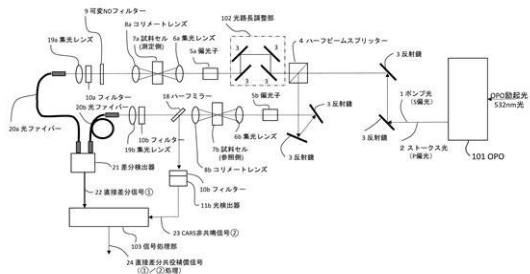 9 可変NDフィルター
102 光路長調整部
8a コリメートレンズ
19a 集光レンズ
7a 試料セル
(測定側)
6a 集光レンズ
5a 偏光子
3
3
3
3
4 ハーフビームスプリッター
3 反射鏡
OPO励起光
532nm光
10a フィルター
20b 光ファイバー
18 ハーフミラー
5b 偏光子
3 反射鏡
1 ポンプ光
(S偏光)
20a 光ファイバー
10b フィルター
19b 集光レンズ
7b 試料セル
(参照側)
6b 集光レンズ
3 反射鏡
3 反射鏡
2 ストークス光
(P偏光)
101 OPO
8b コリメートレンズ
21 差分検出器
10b フィルター
11b 光検出器
22 直接差分信号①
23 CARS非共鳴信号②
103 信号処理部
24 直接差分共役補償信号
(①/②処理)